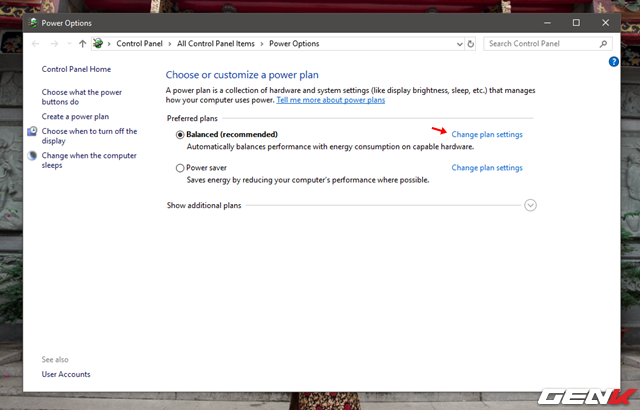 Power Options
Control Panel > All Control Panel Items > Power Options
Search Control Panel
?
Control Panel Home
Choose what the power
buttons do
Create a power plan
Choose when to turn off the
display
Change when the computer
sleeps
Choose or customize a power plan
A power plan is a collection of hardware and system settings (like display brightness, sleep, etc.) that manages
how your computer uses power. Tell me more about power plans
Preferred plans
Balanced (recommended) Change plan settings
Automatically balances performance with energy consumption on capable hardware.
Power saver Change plan settings
Saves energy by reducing your computer's performance where possible.
Show additional plans
See also
User Accounts
GENK